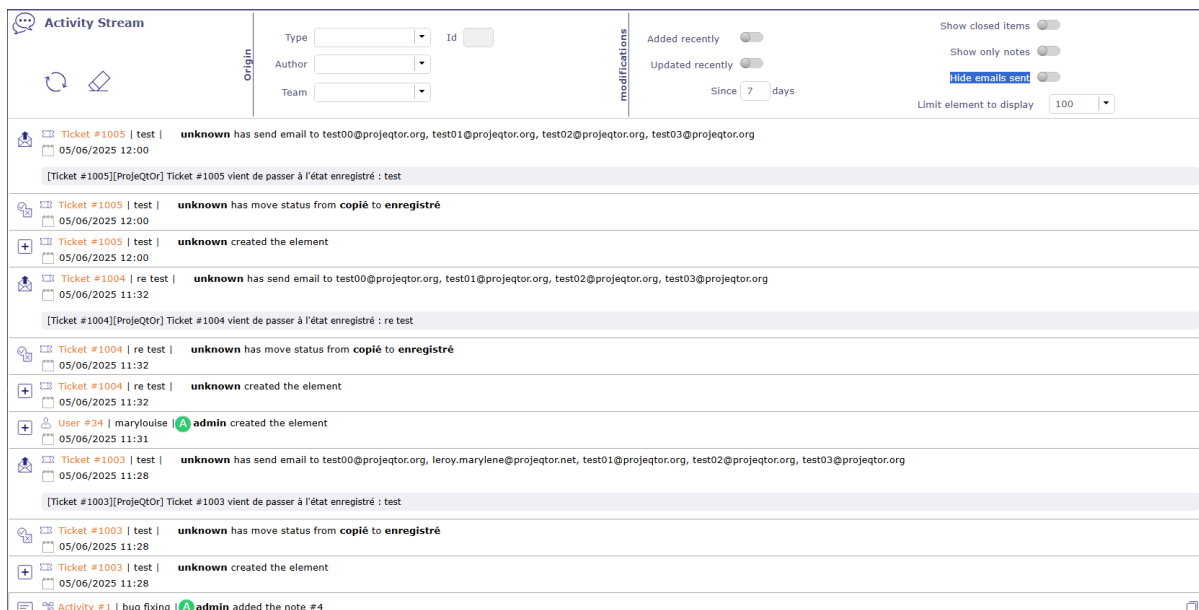 Activity Stream
Origin
Type
Id
Author
Team
modifications
Added recently
Updated recently
Since 7 days
Show closed items
Show only notes
Hide emails sent
Limit element to display 100
Ticket #1005 | test | unknown has send email to test00@projeqtor.org, test01@projeqtor.org, test02@projeqtor.org, test03@projeqtor.org
05/06/2025 12:00
[Ticket #1005][ProjeQtOr] Ticket #1005 vient de passer à l'état enregistré : test
Ticket #1005 | test | unknown has move status from copié to enregistré
05/06/2025 12:00
Ticket #1005 | test | unknown created the element
05/06/2025 12:00
Ticket #1004 | re test | unknown has send email to test00@projeqtor.org, test01@projeqtor.org, test02@projeqtor.org, test03@projeqtor.org
05/06/2025 11:32
[Ticket #1004][ProjeQtOr] Ticket #1004 vient de passer à l'état enregistré : re test
Ticket #1004 | re test | unknown has move status from copié to enregistré
05/06/2025 11:32
Ticket #1004 | re test | unknown created the element
05/06/2025 11:32
User #34 | marylouise | A admin created the element
05/06/2025 11:31
Ticket #1003 | test | unknown has send email to test00@projeqtor.org, leroy.marylene@projeqtor.net, test01@projeqtor.org, test02@projeqtor.org, test03@projeqtor.org
05/06/2025 11:28
[Ticket #1003][ProjeQtOr] Ticket #1003 vient de passer à l'état enregistré : test
Ticket #1003 | test | unknown has move status from copié to enregistré
05/06/2025 11:28
Ticket #1003 | test | unknown created the element
05/06/2025 11:28
Activity #1 | bug fixing | A admin added the note #4